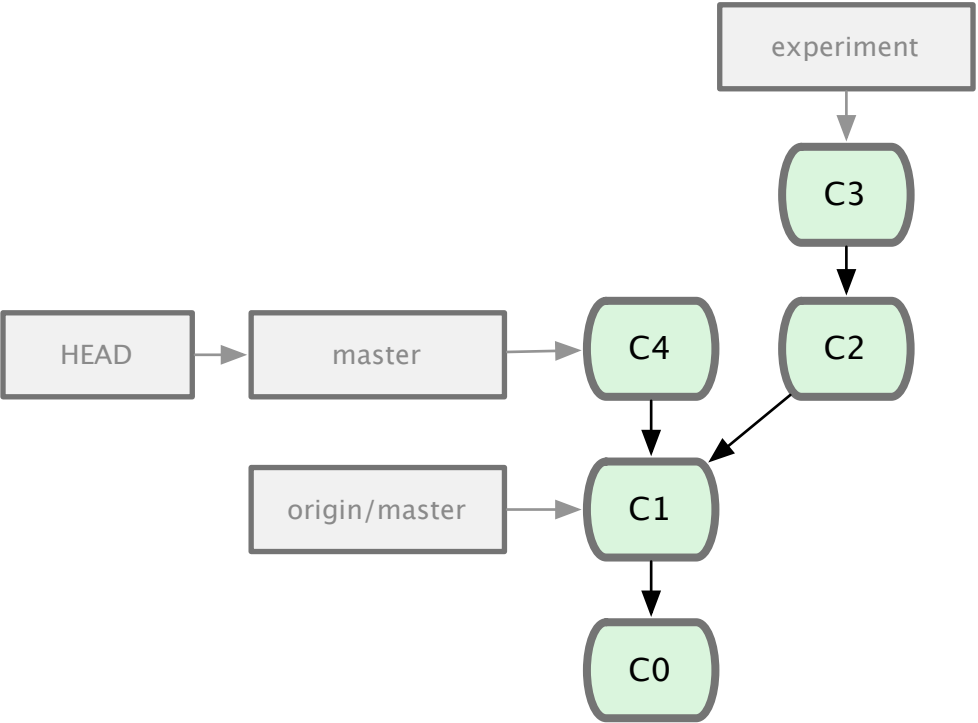 experiment
C3
HEAD
master
C4
C2
origin/master
C1
C0